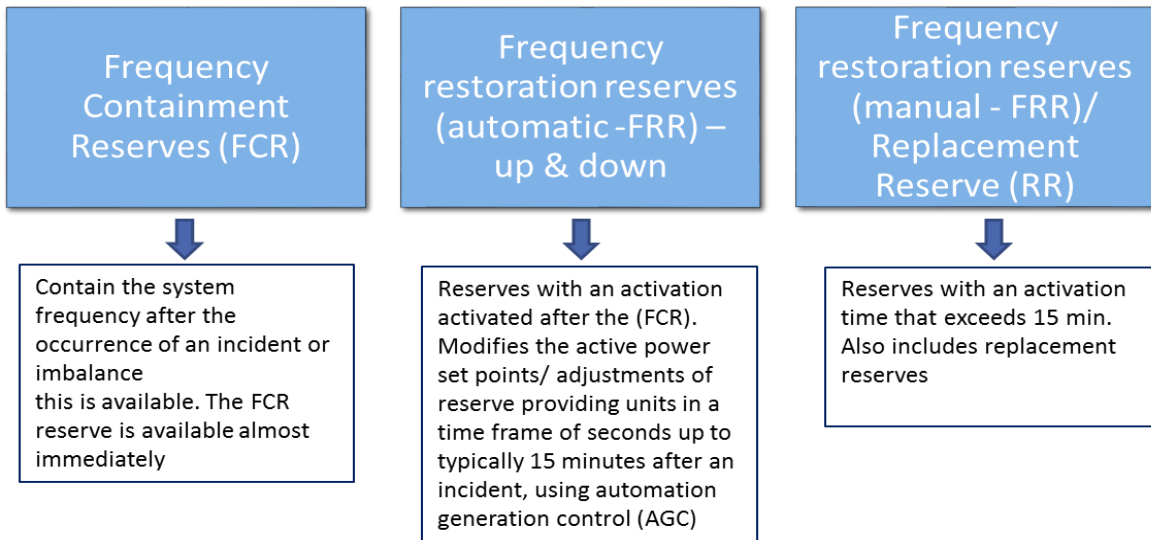 Frequency
Containment
Reserves (FCR)
Contain the system
frequency after the
occurrence of an incident or
imbalance
this is available. The FCR
reserve is available almost
immediately
Frequency
restoration reserves
(automatic -FRR) –
up & down
Reserves with an activation
activated after the (FCR).
Modifies the active power
set points/ adjustments of
reserve providing units in a
time frame of seconds up to
typically 15 minutes after an
incident, using automation
generation control (AGC)
Frequency
restoration reserves
(manual - FRR)/
Replacement
Reserve (RR)
Reserves with an activation
time that exceeds 15 min.
Also includes replacement
reserves